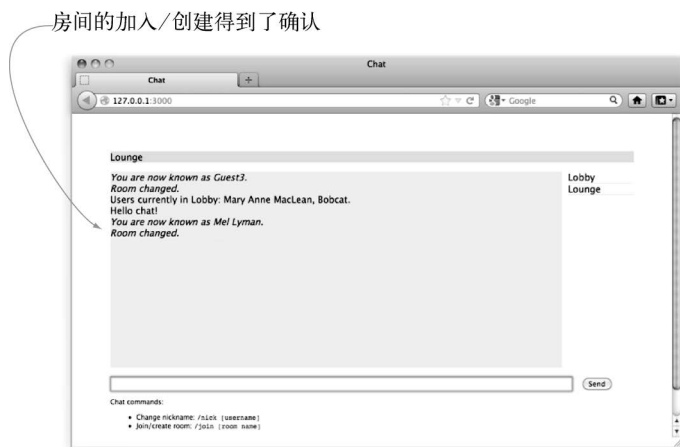 房间的加入/创建得到了确认
Chat
Chat
127.0.0.1:3000
Google
Lounge
You are now known as Guest3.
Room changed.
Users currently in Lobby: Mary Anne MacLean, Bobcat.
Hello chat!
You are now known as Mel Lyman.
Room changed.
Lobby
Lounge
Send
Chat commands:
Change nickname: /nick [username]
Join/create room: /join [room name]